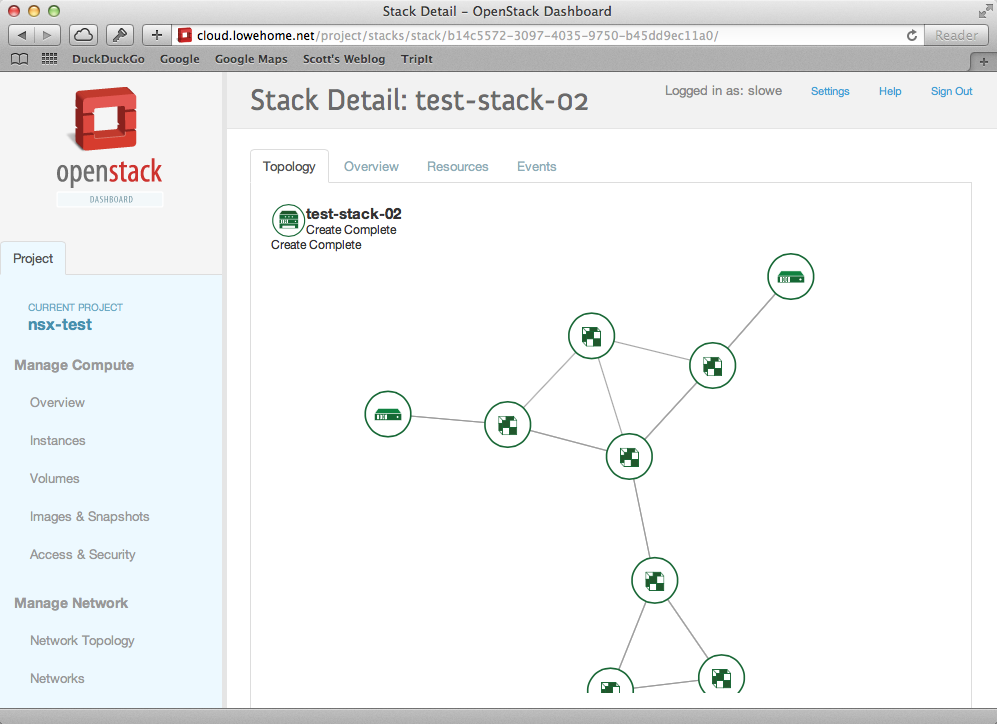 Stack Detail – OpenStack Dashboard
cloud.lowehome.net/project/stacks/stack/b14c5572-3097-4035-9750-b45dd9ec11a0/
Reader
DuckDuckGo Google Google Maps Scott's Weblog TripIt
openstack
DASHBOARD
Stack Detail: test-stack-02
Logged in as: slowe Settings Help Sign Out
Project
CURRENT PROJECT
nsx-test
Manage Compute
Overview
Instances
Volumes
Images & Snapshots
Access & Security
Manage Network
Network Topology
Networks
Topology Overview Resources Events
test-stack-02
Create Complete
Create Complete